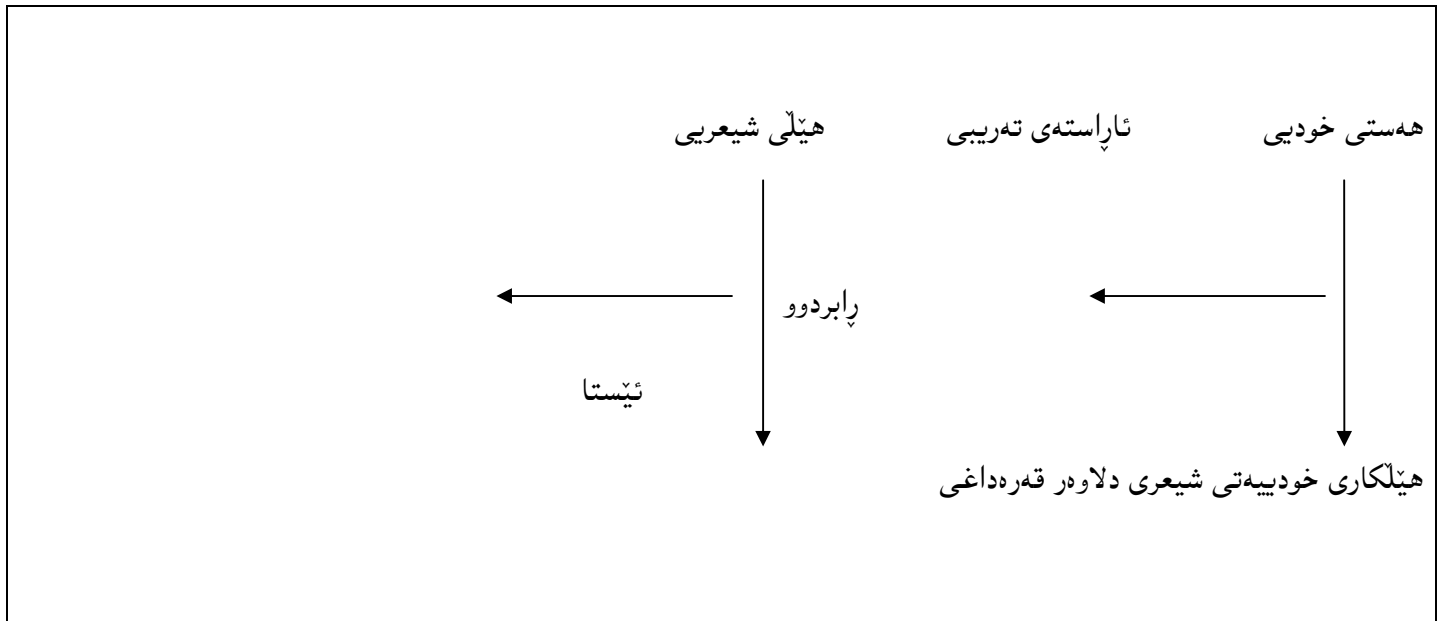 هەستی خودیی ئاڕاستەی تەریبی هێڵی شیعریی
ڕابردوو
ئێستا
هێڵکاری خودییەتی شیعری دلاوەر قەرەداغی